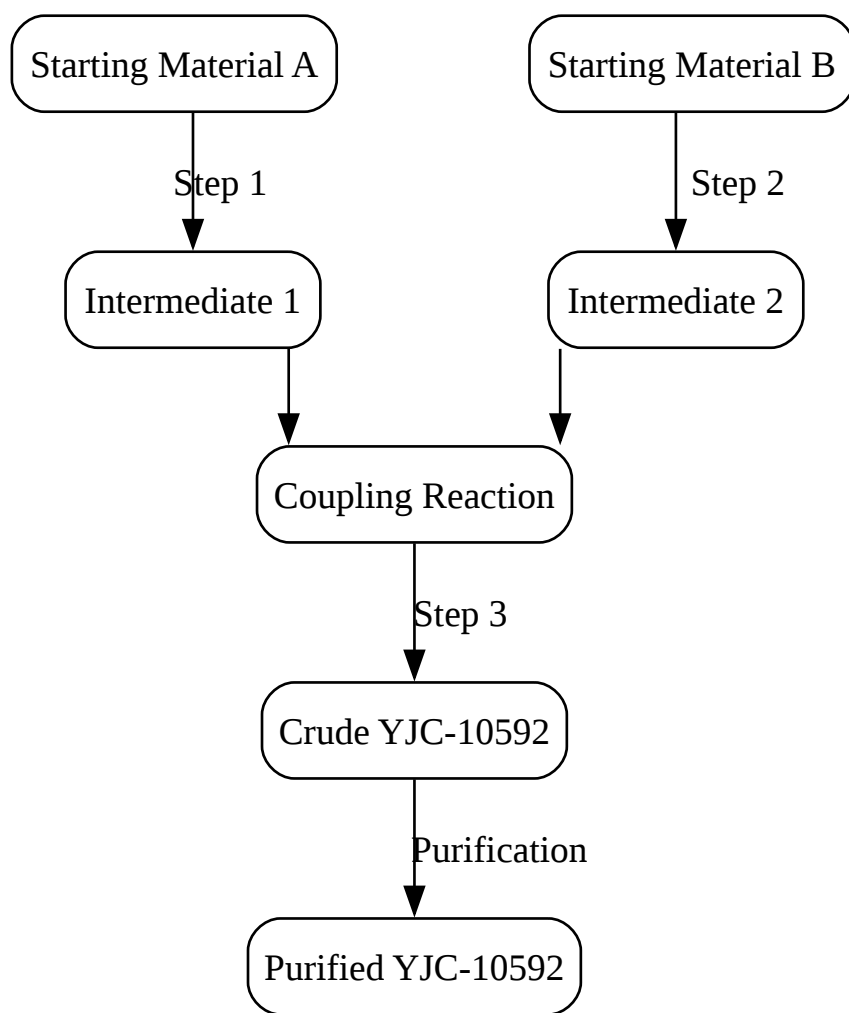 Starting Material A
Starting Material B
Step 1
Step 2
Intermediate 1
Intermediate 2
Coupling Reaction
Step 3
Crude YJC-10592
Purification
Purified YJC-10592